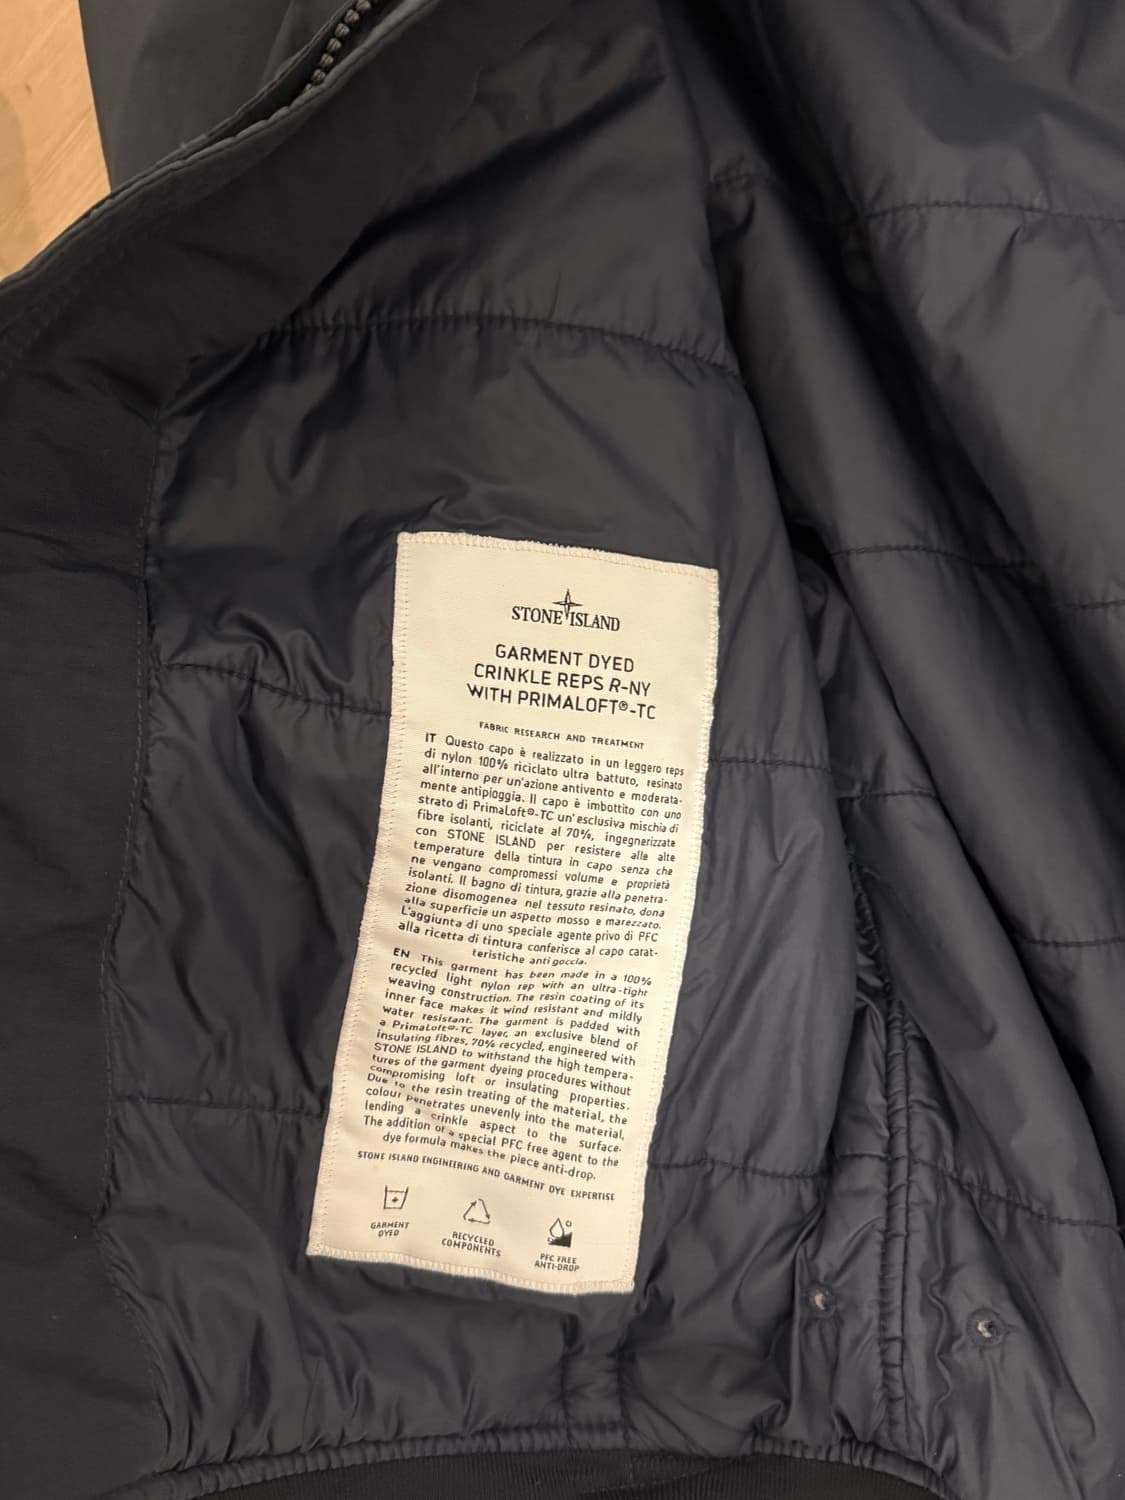 STONE ISLAND
GARMENT DYED
CRINKLE REPS R-NY
WITH PRIMALOFT®-TC
FABRIC RESEARCH AND TREATMENT
IT Questo capo è realizzato in un leggero reps
di nylon 100% riciclato ultra battuto, resinato
all'interno per un'azione antivento e moderata-
mente antipioggia. Il capo è imbottito con uno
strato di PrimaLoft®-TC un'esclusiva mischia di
fibre isolanti, riciclate al 70%, ingegnerizzate
con STONE ISLAND per resistere alle alte
temperature della tintura in capo senza che
ne vengano compromessi volume e proprietà
isolanti. Il bagno di tintura, grazie alla penetra-
zione disomogenea nel tessuto resinato, dona
alla superficie un aspetto mosso e marezzato.
L'aggiunta di uno speciale agente privo di PFC
alla ricetta di tintura conferisce al capo carat-
teristiche antigoccia.
EN This garment has been made in a 100%
recycled light nylon rep with an ultra-tight
weaving construction. The resin coating of its
inner face makes it wind resistant and mildly
water resistant. The garment is padded with
a PrimaLoft®-TC layer, an exclusive blend of
insulating fibres, 70% recycled, engineered with
STONE ISLAND to withstand the high tempera-
tures of the garment dyeing procedures without
compromising loft or insulating properties.
Due to the resin treating of the material, the
colour penetrates unevenly into the material,
lending a crinkle aspect to the surface.
The addition of a special PFC free agent to the
dye formula makes the piece anti-drop.
STONE ISLAND ENGINEERING AND GARMENT DYE EXPERTISE
GARMENT
DYED
RECYCLED
COMPONENTS
PFC FREE
ANTI-DROP